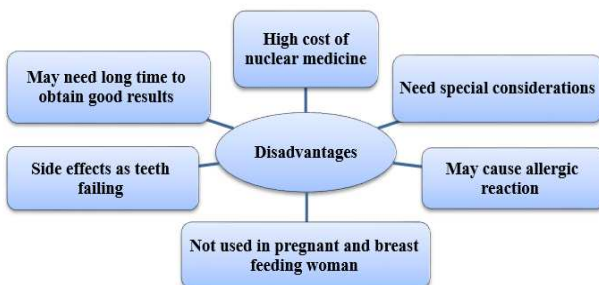 High cost of
nuclear medicine
May need long time to
obtain good results
Need special considerations
Disadvantages
Side effects as teeth
failing
May cause allergic
reaction
Not used in pregnant and breast
feeding woman